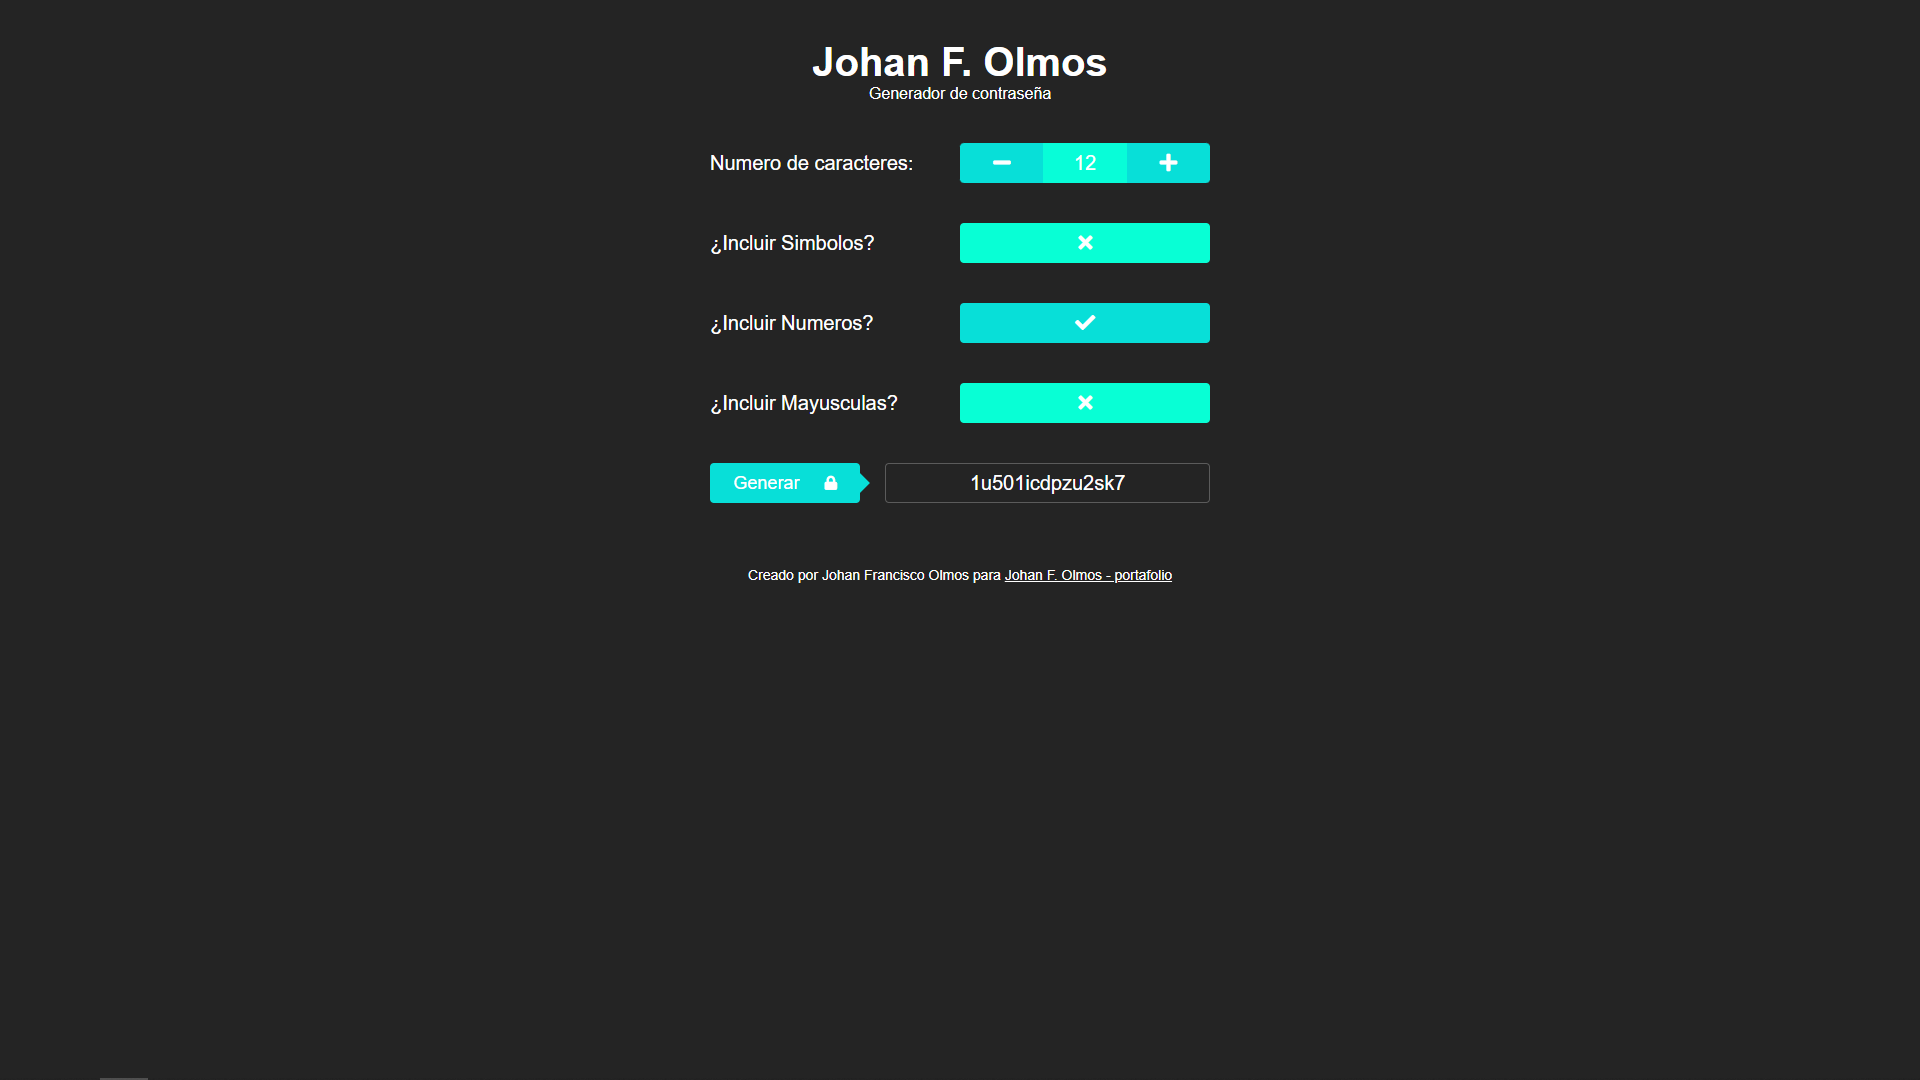 Johan F. Olmos
Generador de contraseña
Numero de caracteres:
12
¿Incluir Simbolos?
¿Incluir Numeros?
¿Incluir Mayusculas?
Generar
1u501icdpzu2sk7
Creado por Johan Francisco Olmos para Johan F. Olmos - portafolio